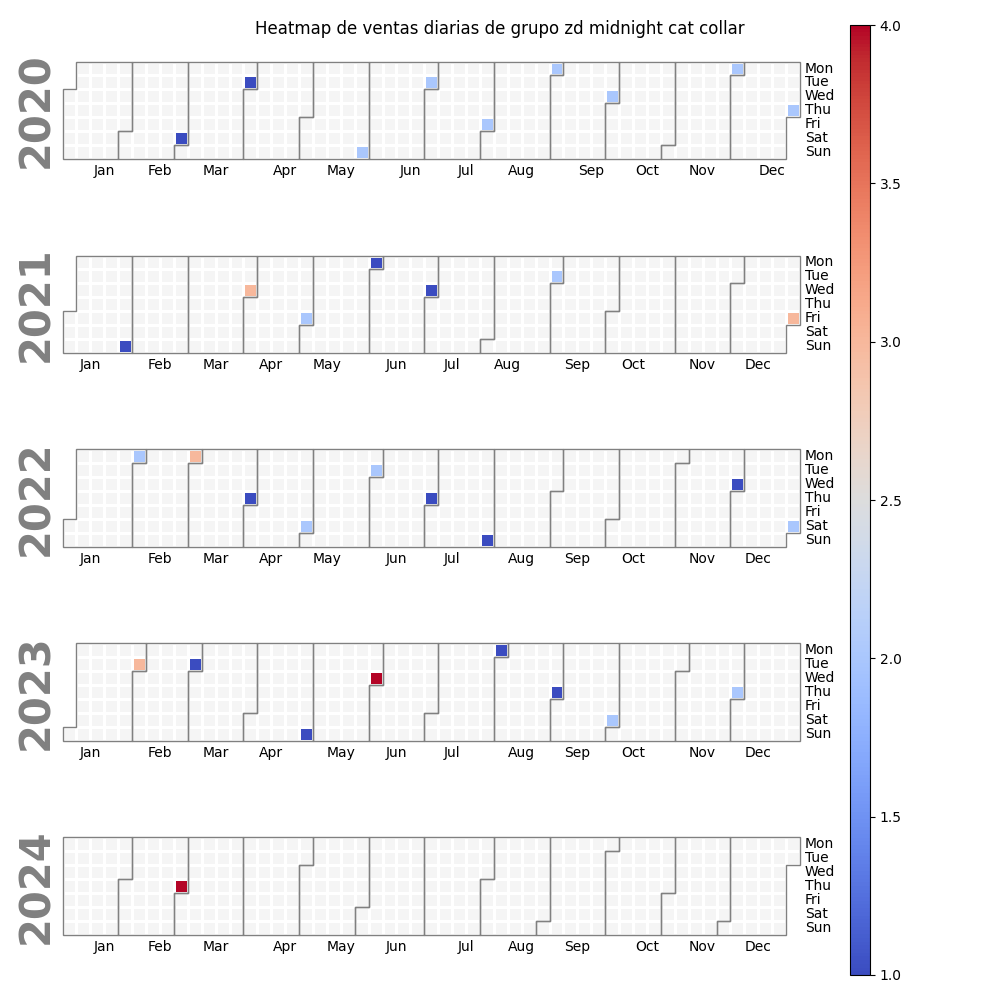 Heatmap de ventas diarias de grupo zd midnight cat collar
2020
Mon
Tue
Wed
Thu
Fri
Sat
Sun
Jan Feb Mar Apr May Jun Jul Aug Sep Oct Nov Dec
2021
Mon
Tue
Wed
Thu
Fri
Sat
Sun
Jan Feb Mar Apr May Jun Jul Aug Sep Oct Nov Dec
2022
Mon
Tue
Wed
Thu
Fri
Sat
Sun
Jan Feb Mar Apr May Jun Jul Aug Sep Oct Nov Dec
2023
Mon
Tue
Wed
Thu
Fri
Sat
Sun
Jan Feb Mar Apr May Jun Jul Aug Sep Oct Nov Dec
2024
Mon
Tue
Wed
Thu
Fri
Sat
Sun
Jan Feb Mar Apr May Jun Jul Aug Sep Oct Nov Dec
4.0
3.5
3.0
2.5
2.0
1.5
1.0